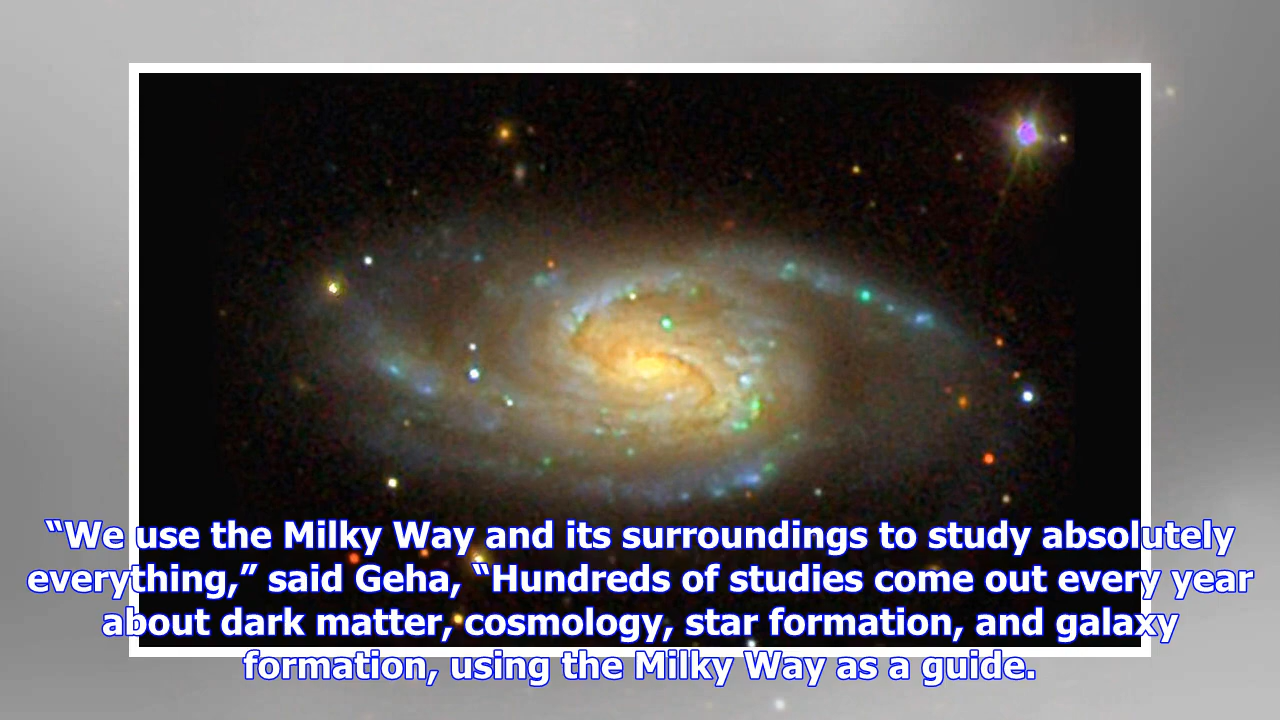 “We use the Milky Way and its surroundings to study absolutely
everything,” said Geha, “Hundreds of studies come out every year
about dark matter, cosmology, star formation, and galaxy
formation, using the Milky Way as a guide.